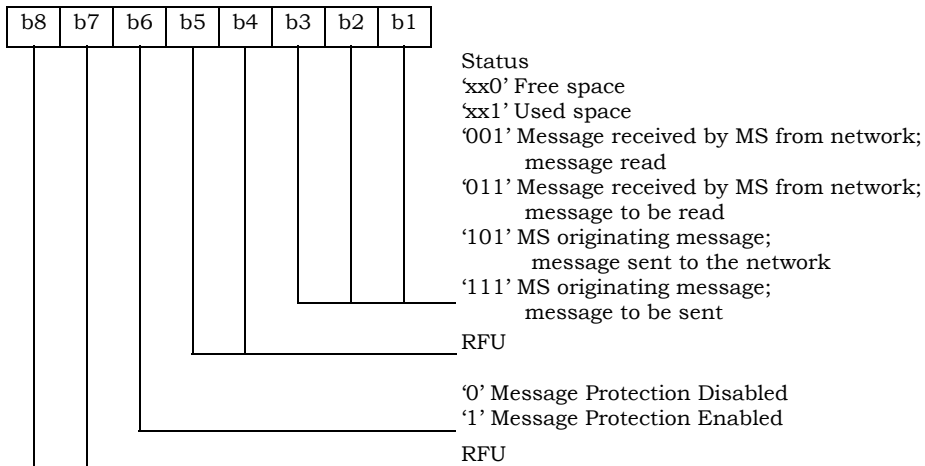 b8 b7 b6 b5 b4 b3 b2 b1
Status
‘xx0’ Free space
‘xx1’ Used space
‘001’ Message received by MS from network;
message read
‘011’ Message received by MS from network;
message to be read
‘101’ MS originating message;
message sent to the network
‘111’ MS originating message;
message to be sent
RFU
‘0’ Message Protection Disabled
‘1’ Message Protection Enabled
RFU